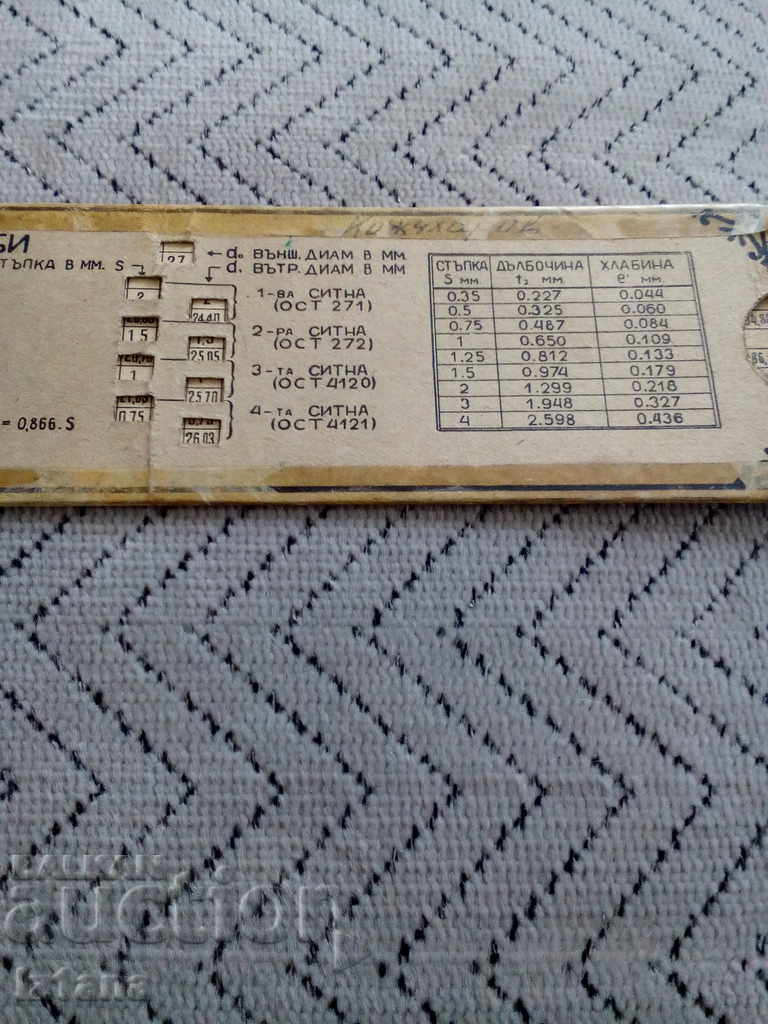 БИ
27
d₀ ВЪНШ. ДИАМ В ММ.
ТЪПКА В ММ. S
d₁ ВЪТР. ДИАМ В ММ
2
24.40
1-ВА СИТНА
(ОСТ 271)
1.5
25.05
2-РА СИТНА
(ОСТ 272)
1
25.70
3-ТА СИТНА
(ОСТ 4120)
0.75
26.03
4-ТА СИТНА
(ОСТ 4121)
= 0,866.S
СТЪПКА ДЪЛБОЧИНА ХЛАБИНА
S ММ. t₂ ММ. e' ММ.
0.35 0.227 0.044
0.5 0.325 0.060
0.75 0.487 0.084
1 0.650 0.109
1.25 0.812 0.133
1.5 0.974 0.179
2 1.299 0.218
3 1.948 0.327
4 2.598 0.436
БАЛКАН
auction
iztana